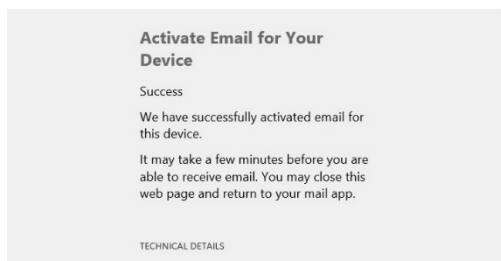 Activate Email for Your
Device
Success
We have successfully activated email for
this device.
It may take a few minutes before you are
able to receive email. You may close this
web page and return to your mail app.
TECHNICAL DETAILS